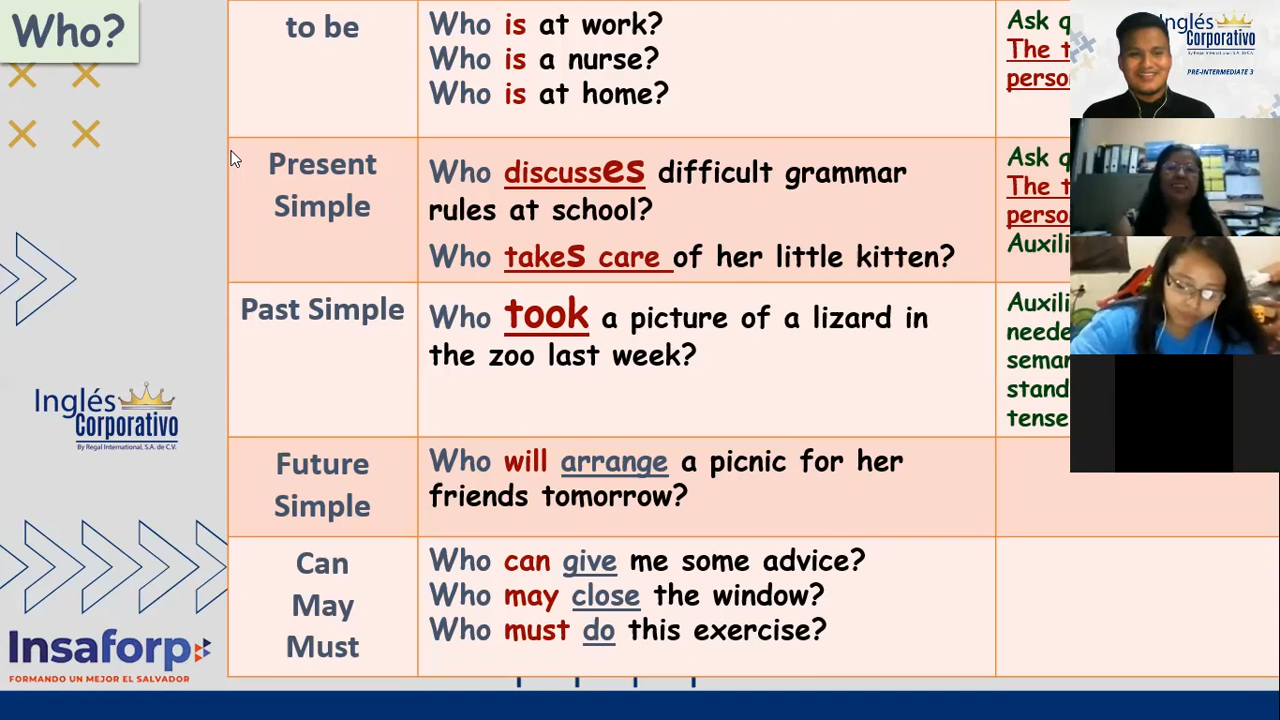 Who?
to be
Who is at work?
Who is a nurse?
Who is at home?
Ask
The
Present
Simple
Who discusses difficult grammar
rules at school?
Who takes care of her little kitten?
Ask
The
Past Simple
Who took a picture of a lizard in
the zoo last week?
Future
Simple
Who will arrange a picnic for her
friends tomorrow?
Can
May
Must
Who can give me some advice?
Who may close the window?
Who must do this exercise?
Inglés
Corporativo
By Regal International, S.A. de C.V.
Insaforp
FORMANDO UN MEJOR EL SALVADOR
Inglés
Corporativo
PRE-INTERMEDIATE 3